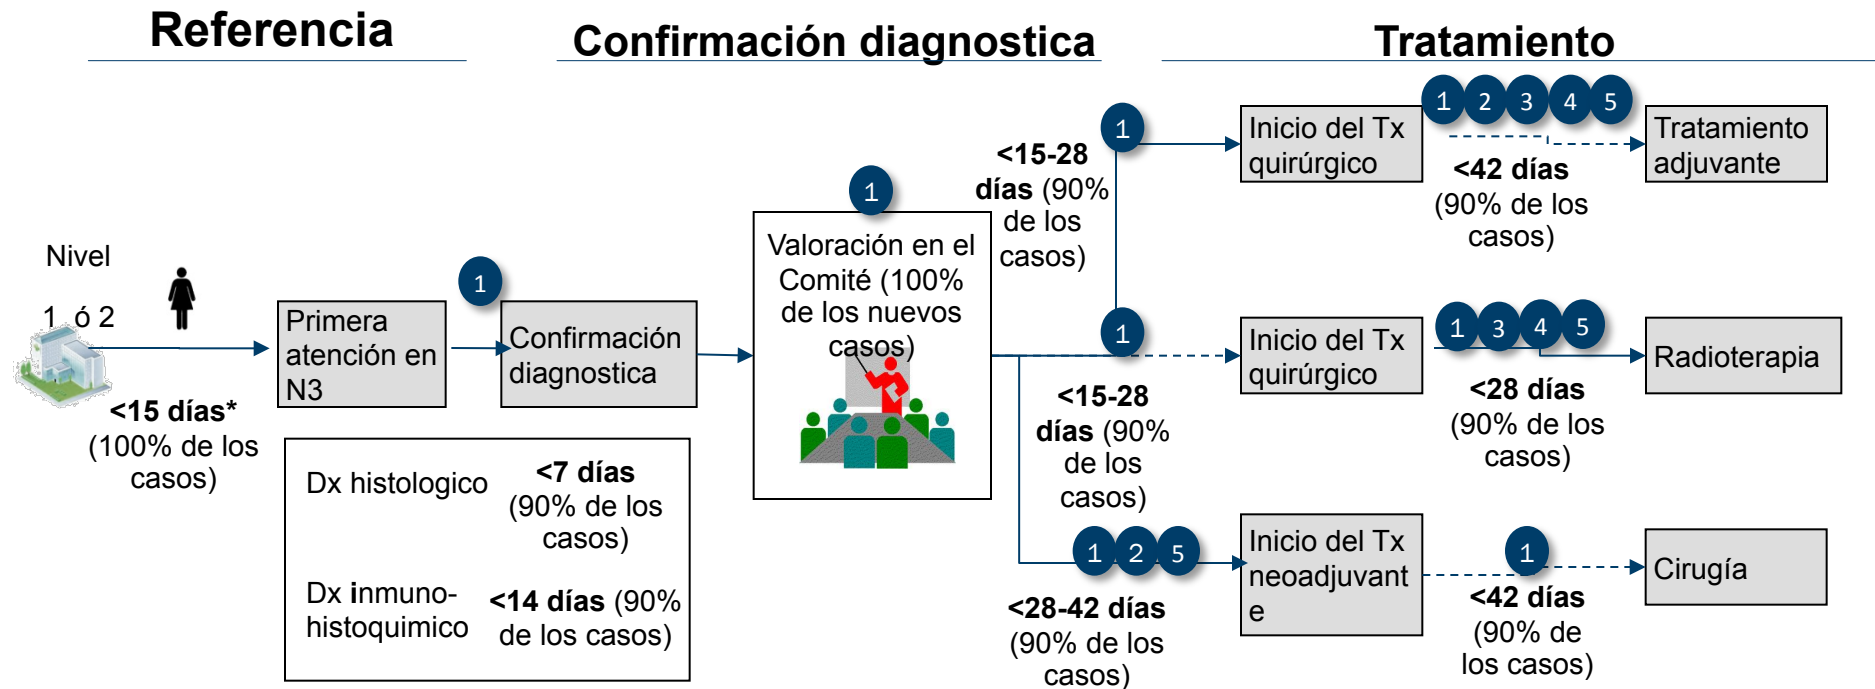 Referencia
Confirmación diagnostica
Tratamiento
Nivel
1 ó 2
<15 días*
(100% de los
casos)
Primera
atención en
N3
1
Confirmación
diagnostica
Dx histologico
<7 días
(90% de los
casos)
Dx inmuno-
histoquimico
<14 días (90%
de los casos)
1
Valoración en el
Comité (100%
de los nuevos
casos)
<15-28
días (90%
de los
casos)
1
Inicio del Tx
quirúrgico
1 2 3 4 5
<42 días
(90% de los
casos)
Tratamiento
adjuvante
1
<15-28
días (90%
de los
casos)
Inicio del Tx
quirúrgico
1 3 4 5
<28 días
(90% de los
casos)
Radioterapia
1 2 5
<28-42 días
(90% de los
casos)
Inicio del Tx
neoadjuvant
e
1
<42 días
(90% de
los casos)
Cirugía